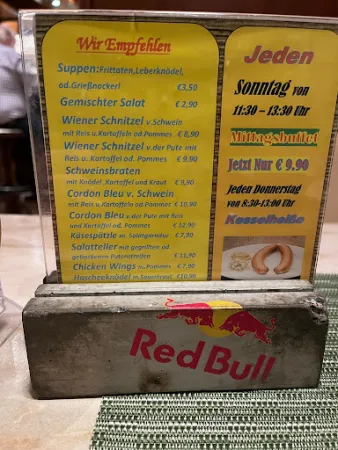 Wir Empfehlen
Suppen:Frittaten,Leberknödel,
od.Grießnockerl €3,50
Gemischter Salat € 2,90
Wiener Schnitzel v.Schwein
mit Reis u.Kartoffeln od.Pommes € 8,90
Wiener Schnitzel v.der Pute mit
Reis u.Kartoffel od. Pommes € 9,90
Schweinsbraten
mit Knödel ,Kartoffel und Kraut € 9,90
Cordon Bleu v. Schwein
mit Reis u.Kartoffel od. Pommes € 10,90
Cordon Bleu v.der Pute mit Reis
und Kartoffel od. Pommes € 12,90
Käsespätzle m. Salatgarnitur € 7,90
Salatteller mit gegrillten od.
gebackenen Putenstreifen € 11,90
Chicken Wings m.Pommes € 7,90
Hascheeknödel m.Sauerkraut €10,90
Jeden
Sonntag von
11:30 - 13:30 Uhr
Mittagsbuffet
Jetzt Nur € 9.90
Jeden Donnerstag
von 8:30-13:00 Uhr
Kesselheiße
Red Bull